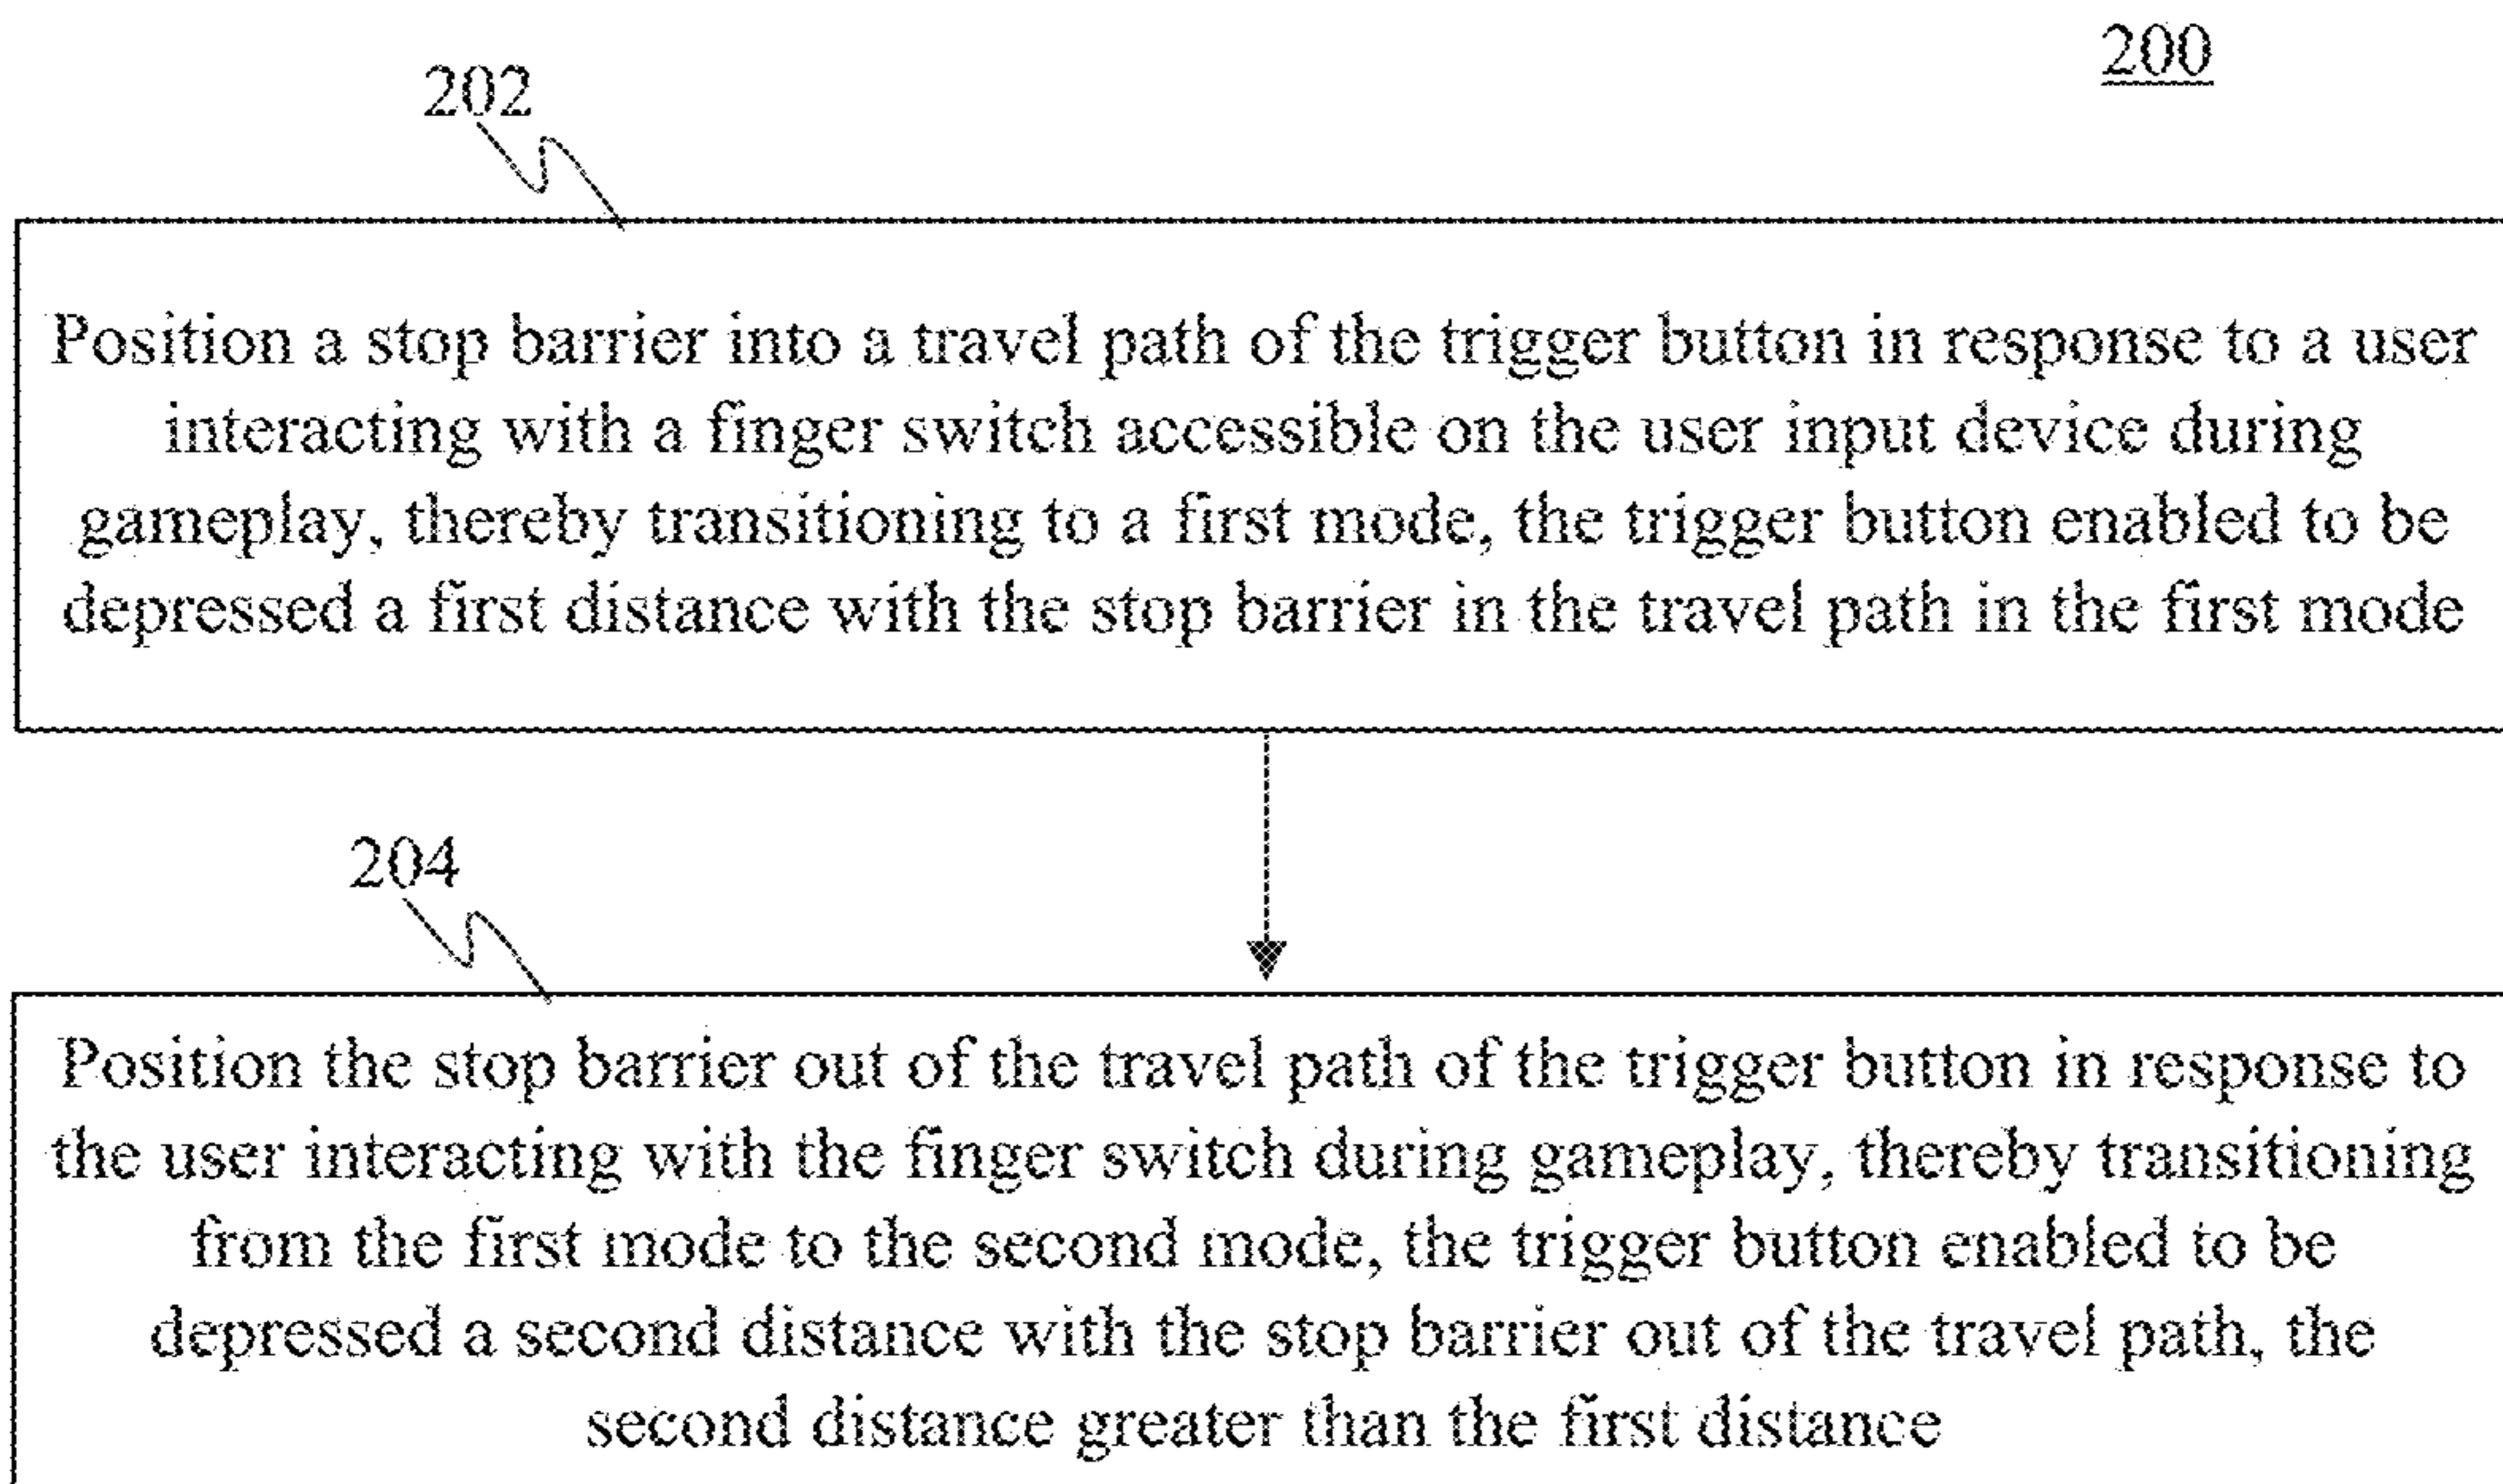 200
202
Position a stop barrier into a travel path of the trigger button in response to a user
interacting with a finger switch accessible on the user input device during
gameplay, thereby transitioning to a first mode, the trigger button enabled to be
depressed a first distance with the stop barrier in the travel path in the first mode
204
Position the stop barrier out of the travel path of the trigger button in response to
the user interacting with the finger switch during gameplay, thereby transitioning
from the first mode to the second mode, the trigger button enabled to be
depressed a second distance with the stop barrier out of the travel path, the
second distance greater than the first distance